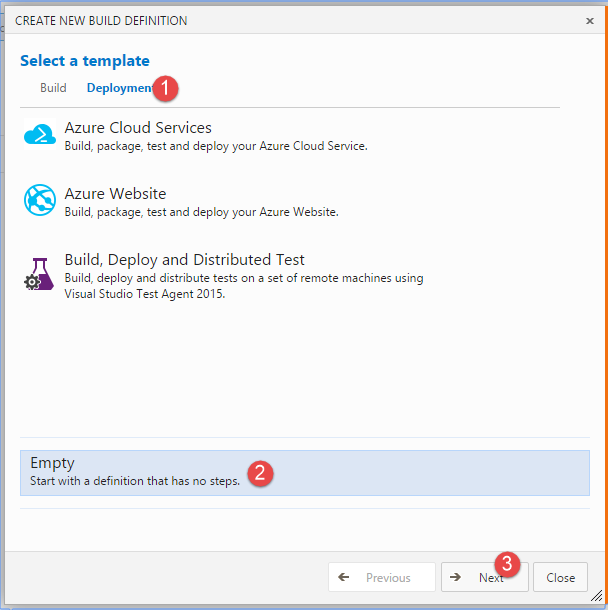 CREATE NEW BUILD DEFINITION
Select a template
Build Deployment 1
Azure Cloud Services
Build, package, test and deploy your Azure Cloud Service.
Azure Website
Build, package, test and deploy your Azure Website.
Build, Deploy and Distributed Test
Build, deploy and distribute tests on a set of remote machines using
Visual Studio Test Agent 2015.
Empty
Start with a definition that has no steps. 2
3
Previous Next Close